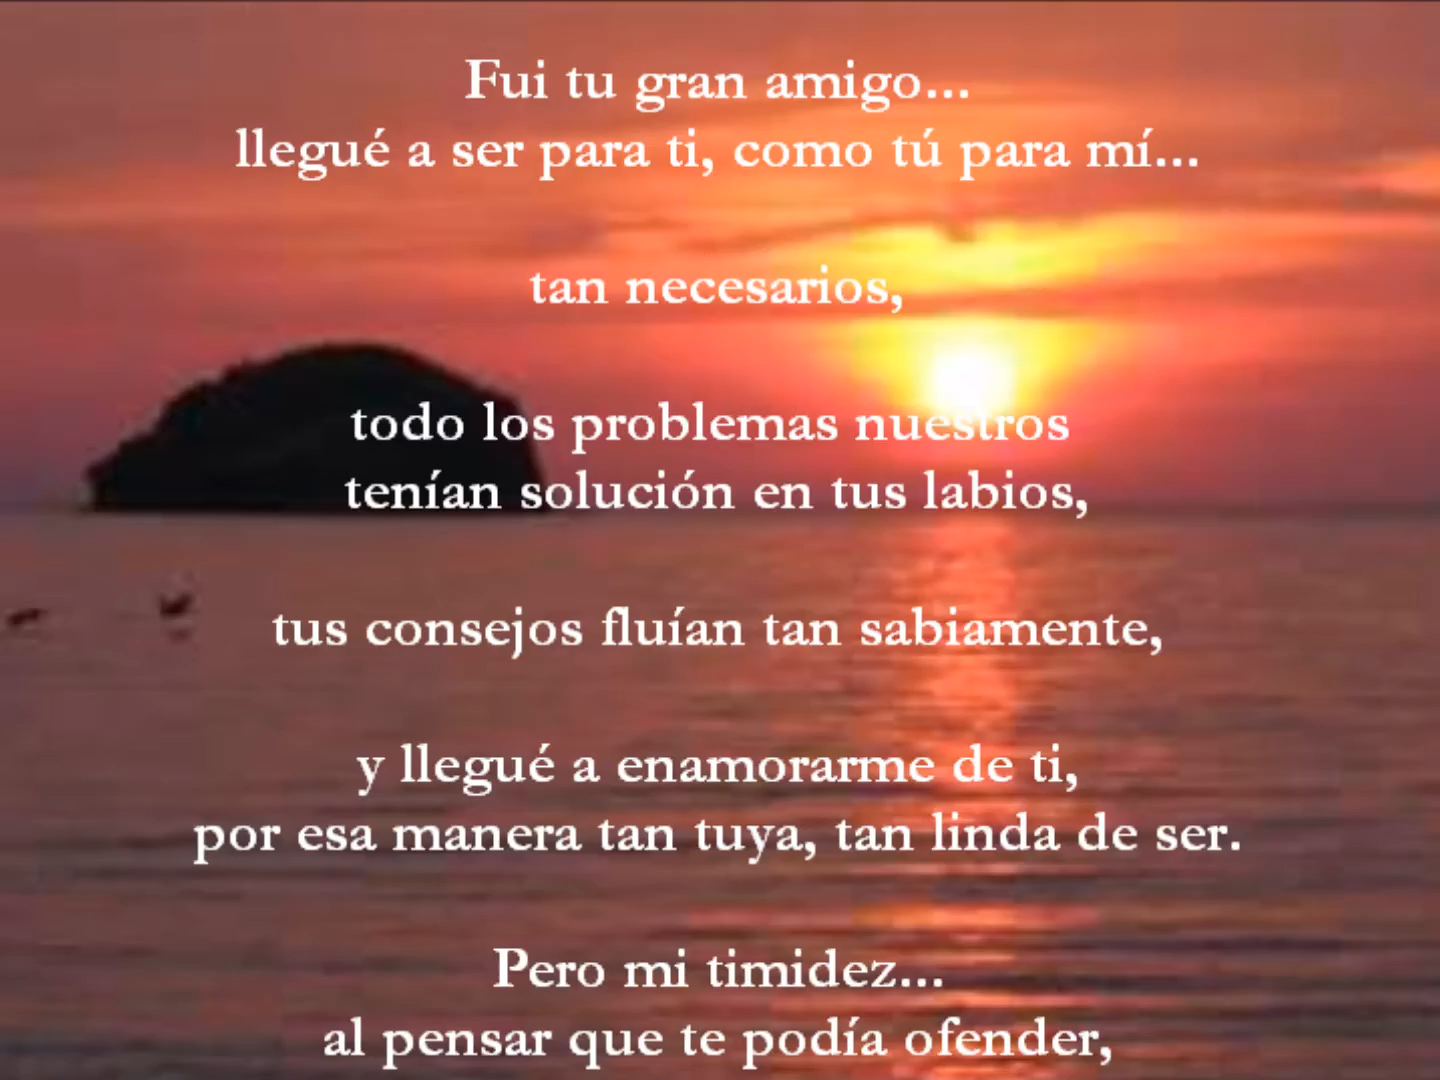 Fui tu gran amigo...
llegué a ser para ti, como tú para mí...
tan necesarios,
todo los problemas nuestros
tenían solución en tus labios,
tus consejos fluían tan sabiamente,
y llegué a enamorarme de ti,
por esa manera tan tuya, tan linda de ser.
Pero mi timidez...
al pensar que te podía ofender,